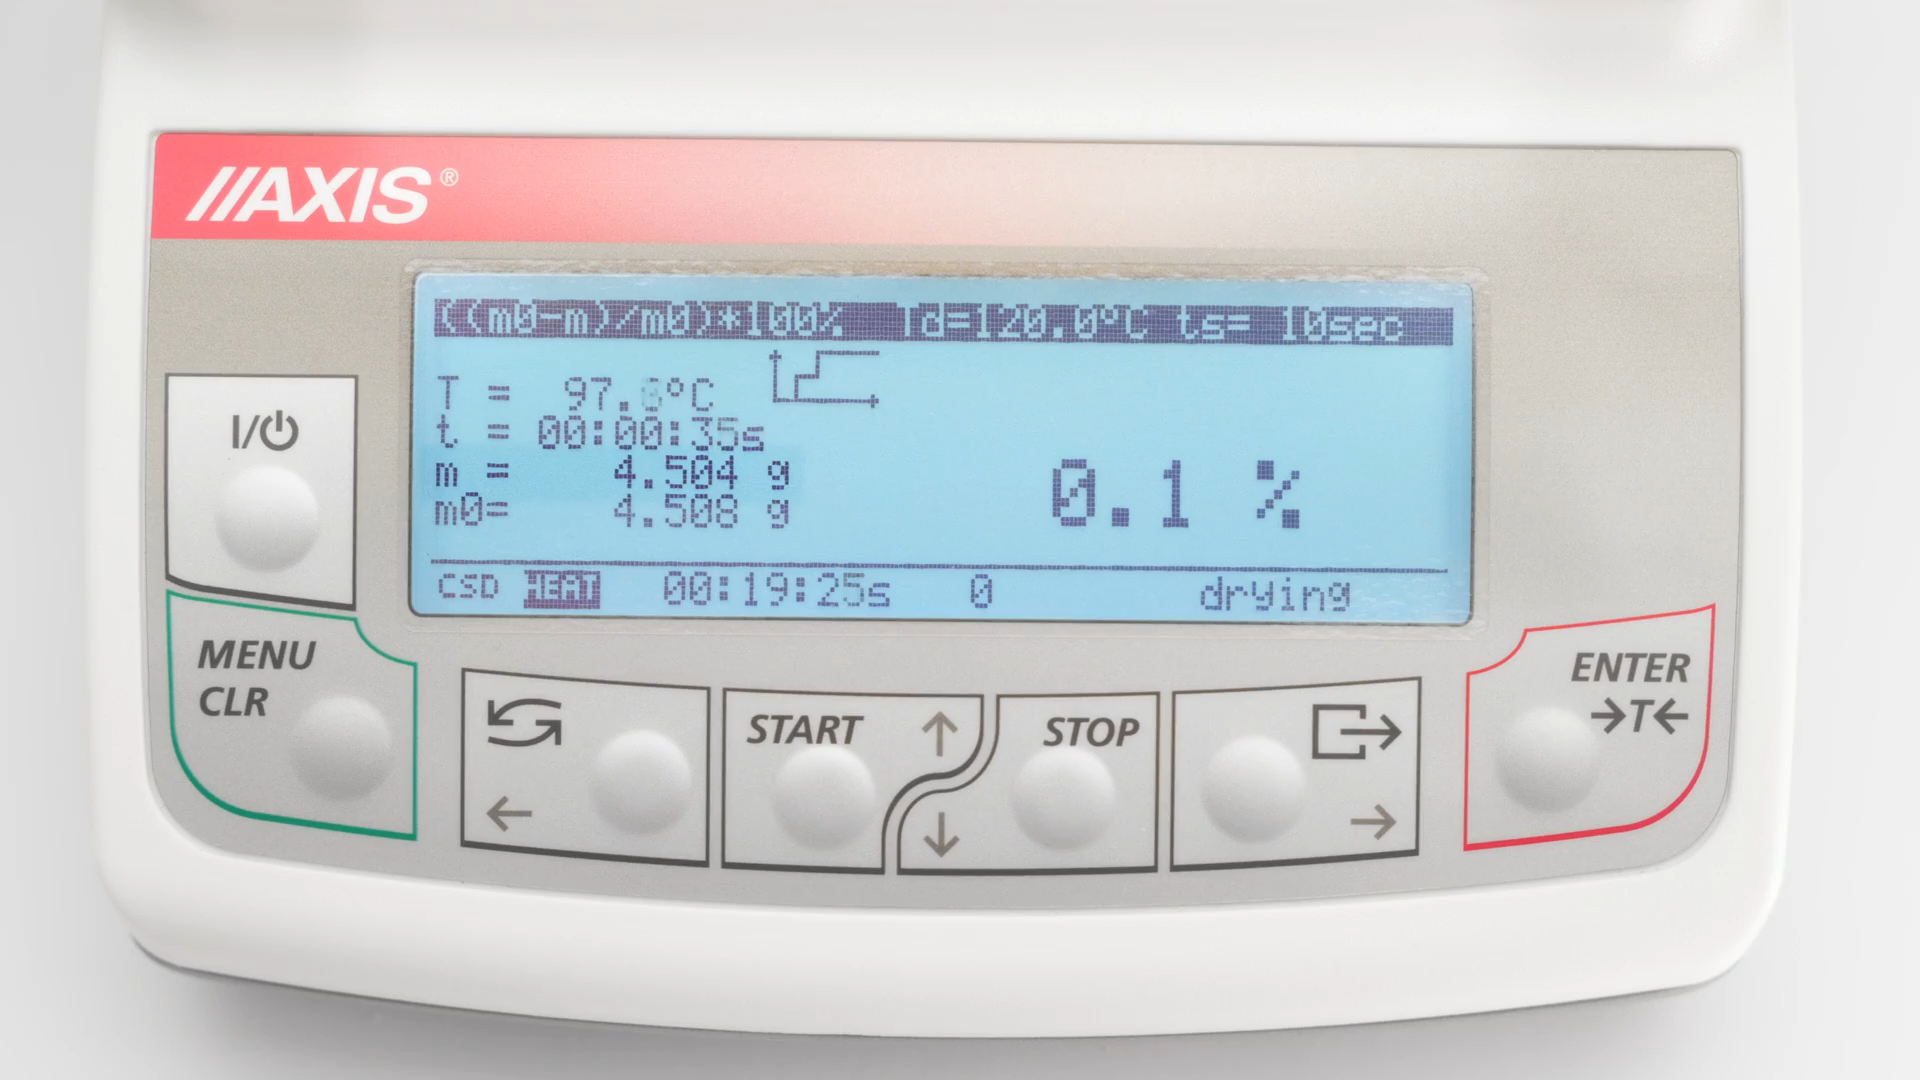 //AXIS®
((m0-m)/m0)*100% Td=120.0°C ts= 10sec
T = 97.6°C
t = 00:00:35s
m = 4.504 g
0.1 %
m0= 4.508 g
CSD HEAT 00:19:25s 0 drying
I/
MENU
CLR
START
STOP
ENTER
→T←